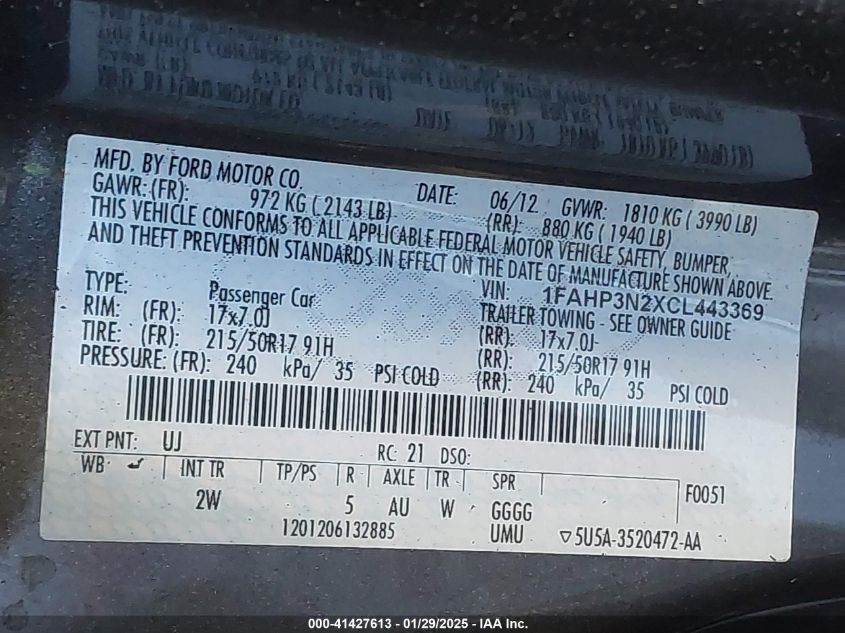 MFD. BY FORD MOTOR CO. DATE: 06/12 GVWR: 1810 KG ( 3990 LB)
GAWR:(FR): 972 KG ( 2143 LB) (RR): 880 KG ( 1940 LB)
THIS VEHICLE CONFORMS TO ALL APPLICABLE FEDERAL MOTOR VEHICLE SAFETY, BUMPER,
AND THEFT PREVENTION STANDARDS IN EFFECT ON THE DATE OF MANUFACTURE SHOWN ABOVE.
VIN: 1FAHP3N2XCL443369
TYPE: Passenger Car TRAILER TOWING - SEE OWNER GUIDE
RIM: (FR): 17x7.0J (RR): 17x7.0J
TIRE: (FR): 215/50R17 91H (RR): 215/50R17 91H
PRESSURE: (FR): 240 kPa/ 35 PSI COLD (RR): 240 kPa/ 35 PSI COLD
EXT PNT: UJ RC: 21 DSO:
WB INT TR TP/PS R AXLE TR SPR F0051
2W 5 AU W GGGG
1201206132885 UMU ▽5U5A-3520472-AA
000-41427613 - 01/29/2025 - IAA Inc.